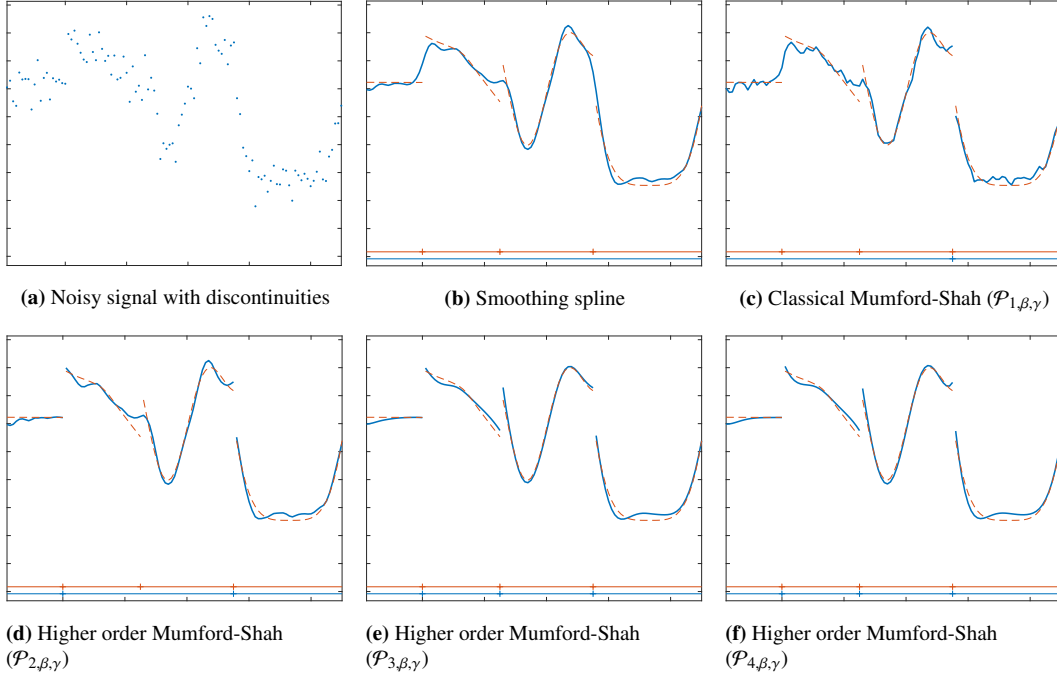 (a) Noisy signal with discontinuities
(b) Smoothing spline
(c) Classical Mumford-Shah (𝒫1,β,γ)
(d) Higher order Mumford-Shah
(𝒫2,β,γ)
(e) Higher order Mumford-Shah
(𝒫3,β,γ)
(f) Higher order Mumford-Shah
(𝒫4,β,γ)